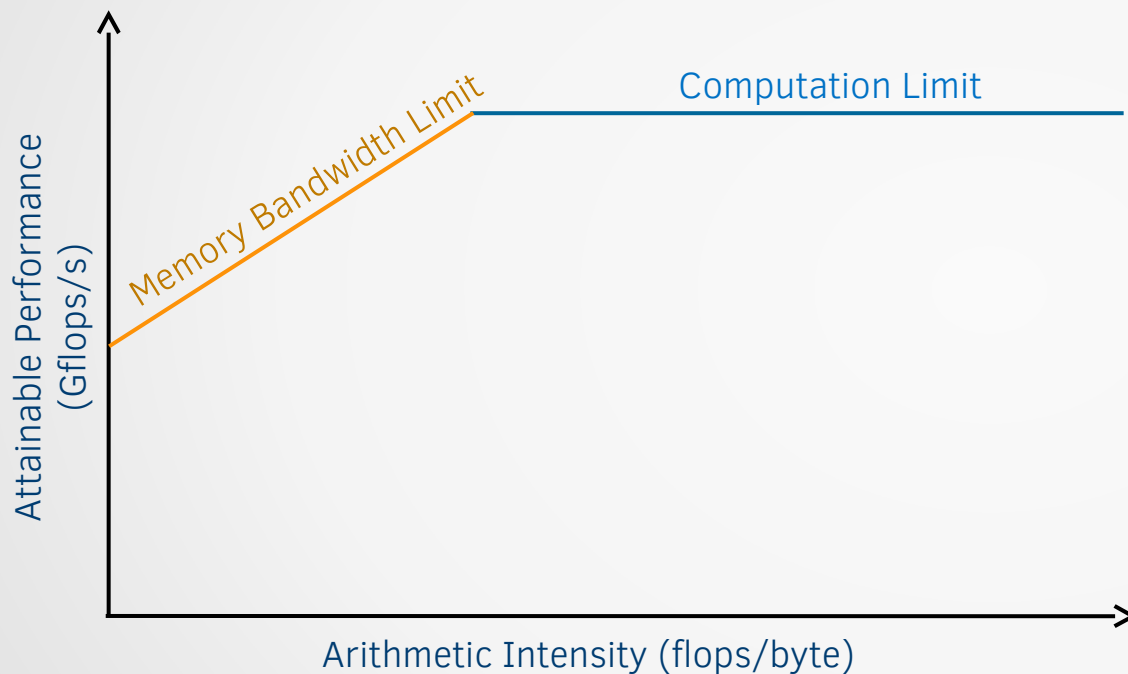 Computation Limit
Memory Bandwidth Limit
Attainable Performance
(Gflops/s)
Arithmetic Intensity (flops/byte)